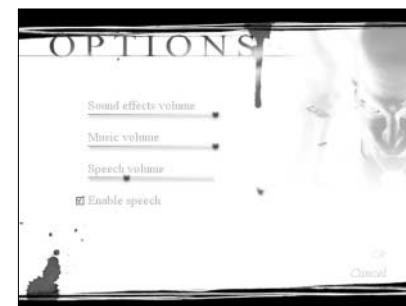 OPTIONS
Sound effects volume
Music volume
Speech volume
Enable speech
Cancel